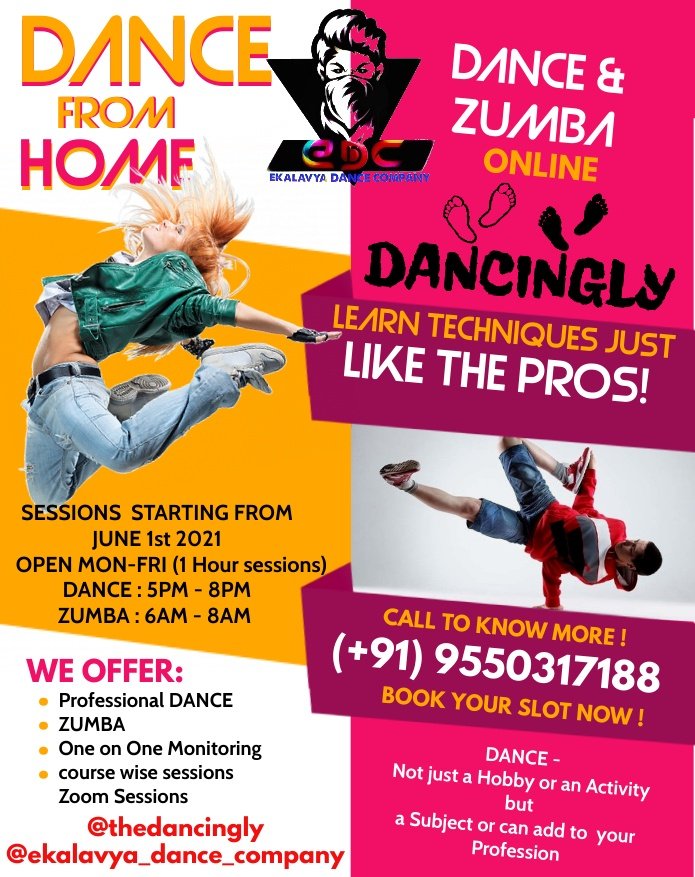 DANCE
FROM
HOME
EDC
EKALAVYA DANCE COMPANY
DANCE &
ZUMBA
ONLINE
DANCINGLY
LEARN TECHNIQUES JUST
LIKE THE PROS!
SESSIONS STARTING FROM
JUNE 1st 2021
OPEN MON-FRI (1 Hour sessions)
DANCE : 5PM - 8PM
ZUMBA : 6AM - 8AM
CALL TO KNOW MORE !
(+91) 9550317188
BOOK YOUR SLOT NOW !
WE OFFER:
Professional DANCE
ZUMBA
One on One Monitoring
course wise sessions
Zoom Sessions
@thedancingly
@ekalavya_dance_company
DANCE -
Not just a Hobby or an Activity
but
a Subject or can add to your
Profession